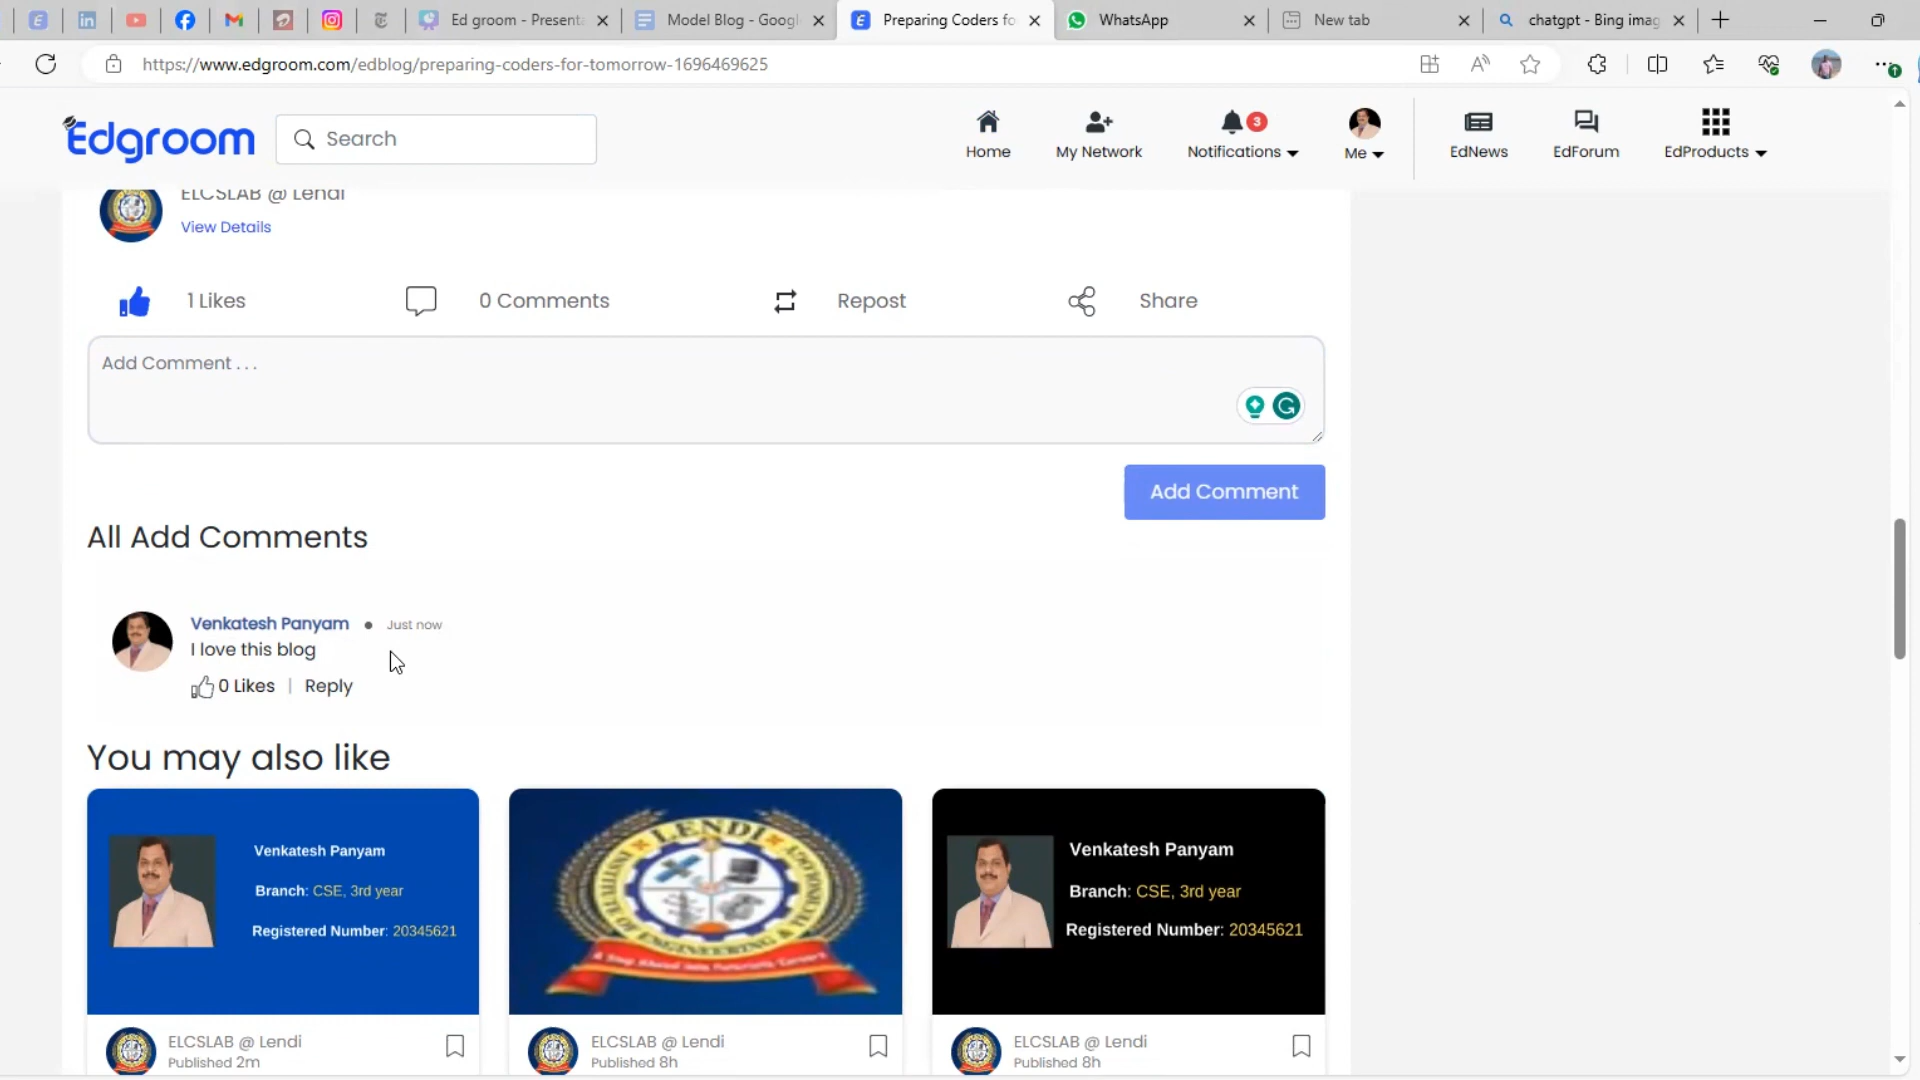 Ed groom - Present
Model Blog - Googl
Preparing Coders fo
WhatsApp
New tab
chatgpt - Bing imag
https://www.edgroom.com/edblog/preparing-coders-for-tomorrow-1696469625
Edgroom
Search
Home
My Network
3
Notifications
Me
EdNews
EdForum
EdProducts
ELCSLAB @ Lendi
View Details
1 Likes
0 Comments
Repost
Share
Add Comment . . .
Add Comment
All Add Comments
Venkatesh Panyam ● Just now
I love this blog
0 Likes | Reply
You may also like
Venkatesh Panyam
Branch: CSE, 3rd year
Registered Number: 20345621
LENDI
INSTITUTE OF ENGINEERING & TECHNOLOGY
Venkatesh Panyam
Branch: CSE, 3rd year
Registered Number: 20345621
ELCSLAB @ Lendi
Published 2m
ELCSLAB @ Lendi
Published 8h
ELCSLAB @ Lendi
Published 8h